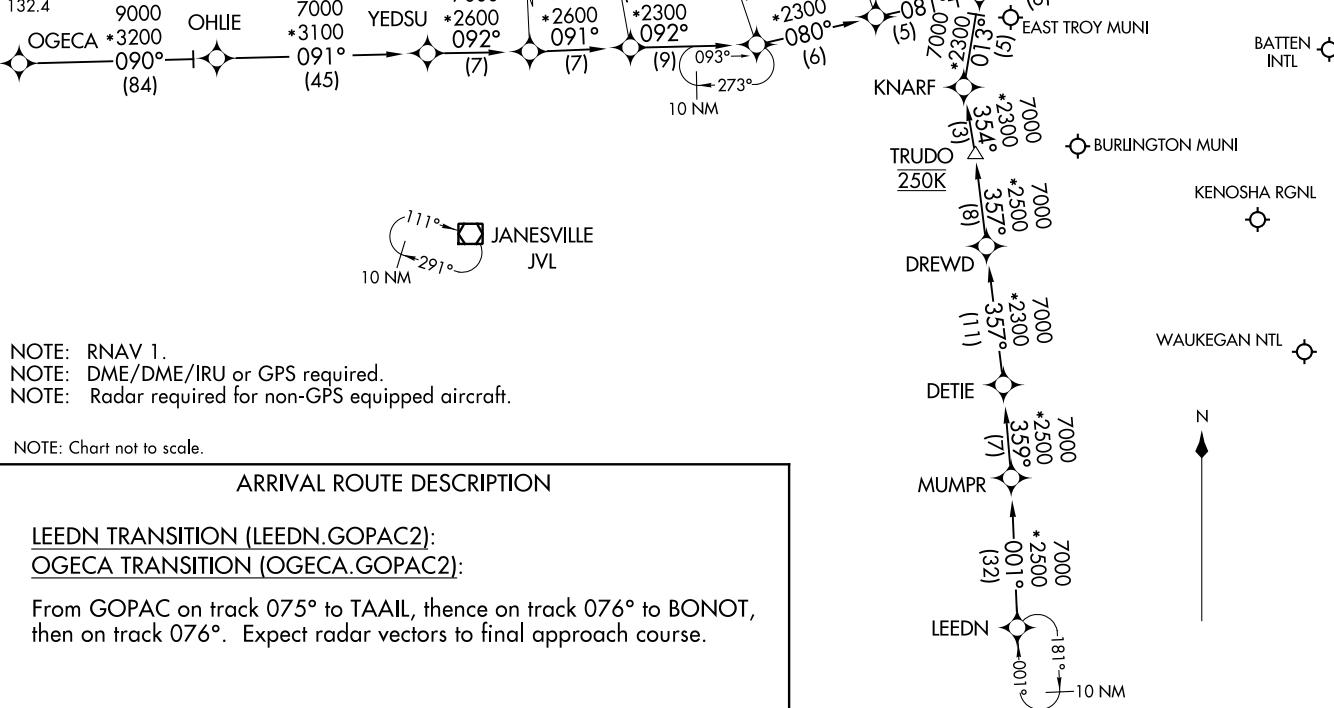 132.4
9000
*3200
OGECA
090°
(84)
OHLIE
7000
*3100
091°
(45)
YEDSU
*2600
092°
(7)
*2600
091°
(7)
*2300
092°
(9)
093°
273°
10 NM
*2300
080°
(6)
(5)
08
7000
*2300
013°
(5)
EAST TROY MUNI
BATTEN
INTL
KNARF
7000
*2300
354°
(3)
TRUDO
250K
BURLINGTON MUNI
KENOSHA RGNL
7000
*2500
357°
(8)
DREWD
111°
291°
10 NM
JANESVILLE
JVL
7000
*2300
357°
(11)
WAUKEGAN NTL
DETIE
7000
*2500
359°
(7)
MUMPR
N
7000
*2500
001°
(32)
LEEDN
181°
001°
10 NM
NOTE: RNAV 1.
NOTE: DME/DME/IRU or GPS required.
NOTE: Radar required for non-GPS equipped aircraft.
NOTE: Chart not to scale.
ARRIVAL ROUTE DESCRIPTION
LEEDN TRANSITION (LEEDN.GOPAC2):
OGECA TRANSITION (OGECA.GOPAC2):
From GOPAC on track 075° to TAAIL, thence on track 076° to BONOT,
then on track 076°. Expect radar vectors to final approach course.